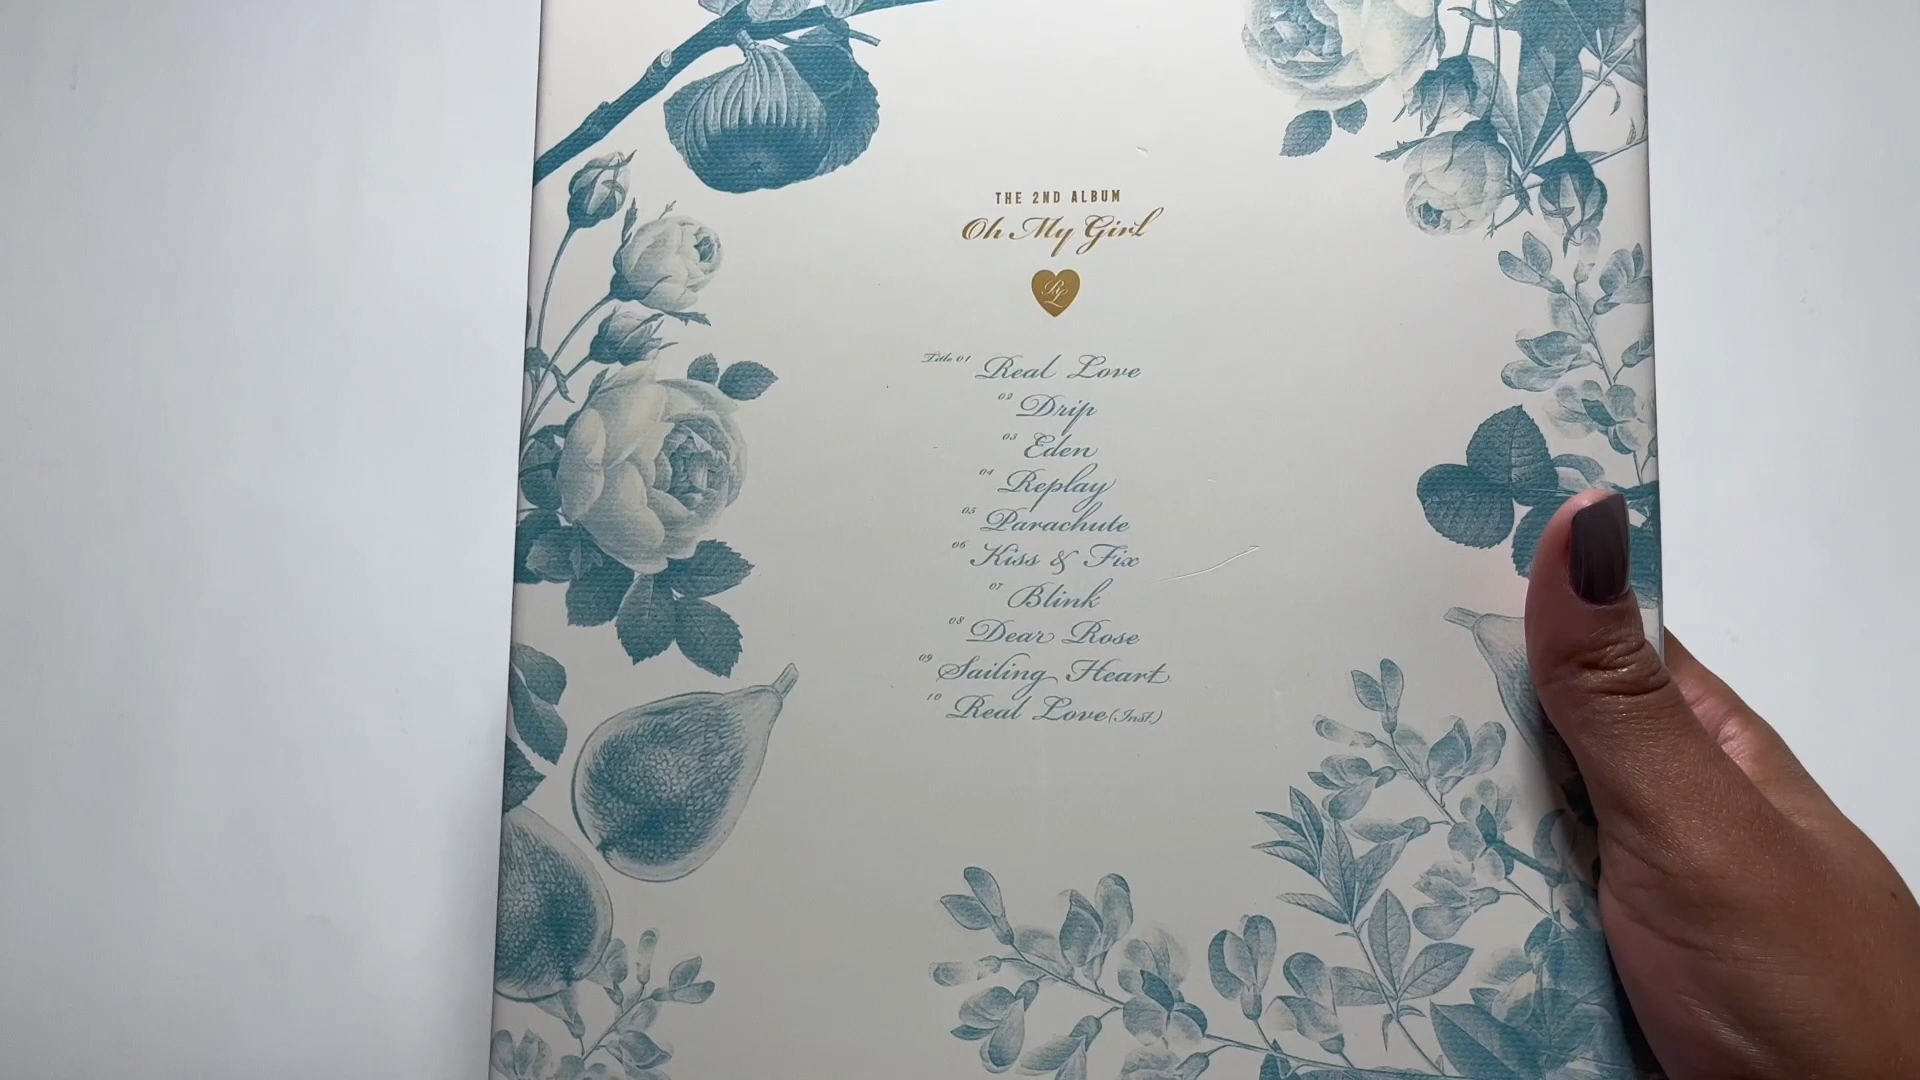 THE 2ND ALBUM
Oh My Girl
RL
Title 01 Real Love
02 Drip
03 Eden
04 Replay
05 Parachute
06 Kiss & Fix
07 Blink
08 Dear Rose
09 Sailing Heart
10 Real Love (Inst.)